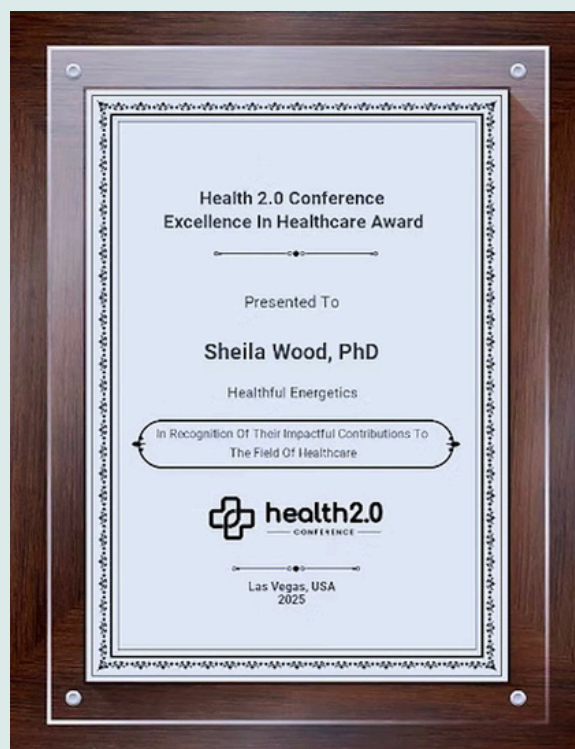 Health 2.0 Conference
Excellence In Healthcare Award
Presented To
Sheila Wood, PhD
Healthful Energetics
In Recognition Of Their Impactful Contributions To
The Field Of Healthcare
health2.0
CONFERENCE
Las Vegas, USA
2025